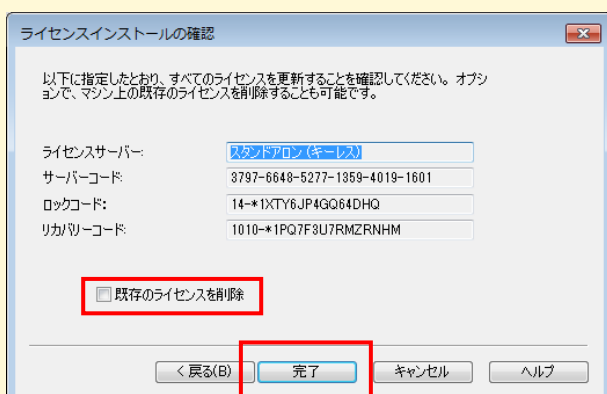 ライセンスインストールの確認
以下に指定したとおり、すべてのライセンスを更新することを確認してください。オプシ
ョンで、マシン上の既存のライセンスを削除することも可能です。
ライセンスサーバー: スタンドアロン(キーレス)
サーバーコード: 3797-6648-5277-1359-4019-1601
ロックコード: 14-*1XTY6JP4GQ64DHQ
リカバリーコード: 1010-*1PQ7F3U7RMZRNHM
既存のライセンスを削除
< 戻る(B) 完了 キャンセル ヘルプ